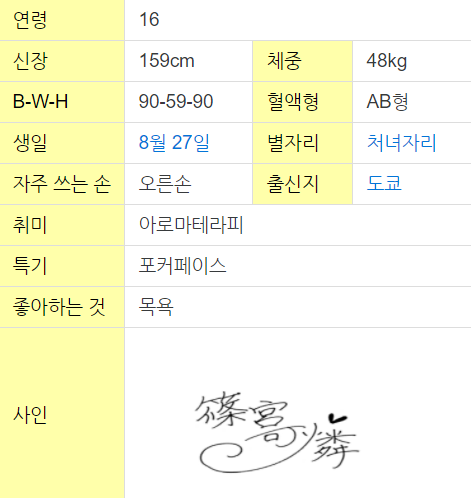 연령 16
신장 159cm 체중 48kg
B-W-H 90-59-90 혈액형 AB형
생일 8월 27일 별자리 처녀자리
자주 쓰는 손 오른손 출신지 도쿄
취미 아로마테라피
특기 포커페이스
좋아하는 것 목욕
사인 篠宮可憐